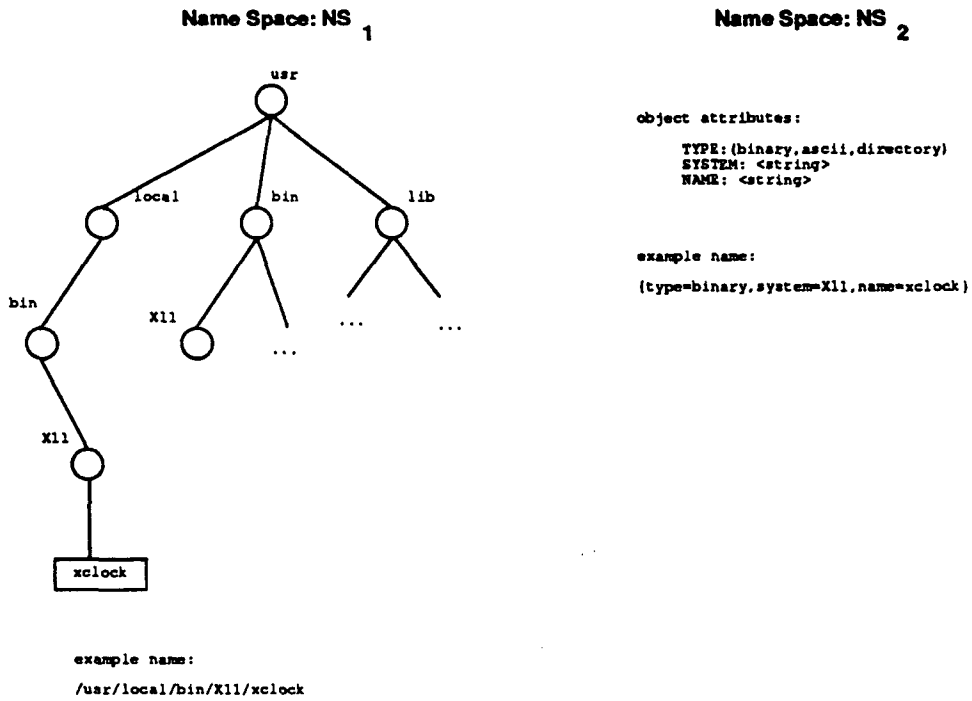 Name Space: NS 1
Name Space: NS 2
usr
local
bin
lib
bin
X11
...
...
...
X11
xclock
example name:
/usr/local/bin/X11/xclock
object attributes:
TYPE:{binary,ascii,directory}
SYSTEM: <string>
NAME: <string>
example name:
{type=binary,system=X11,name=xclock}